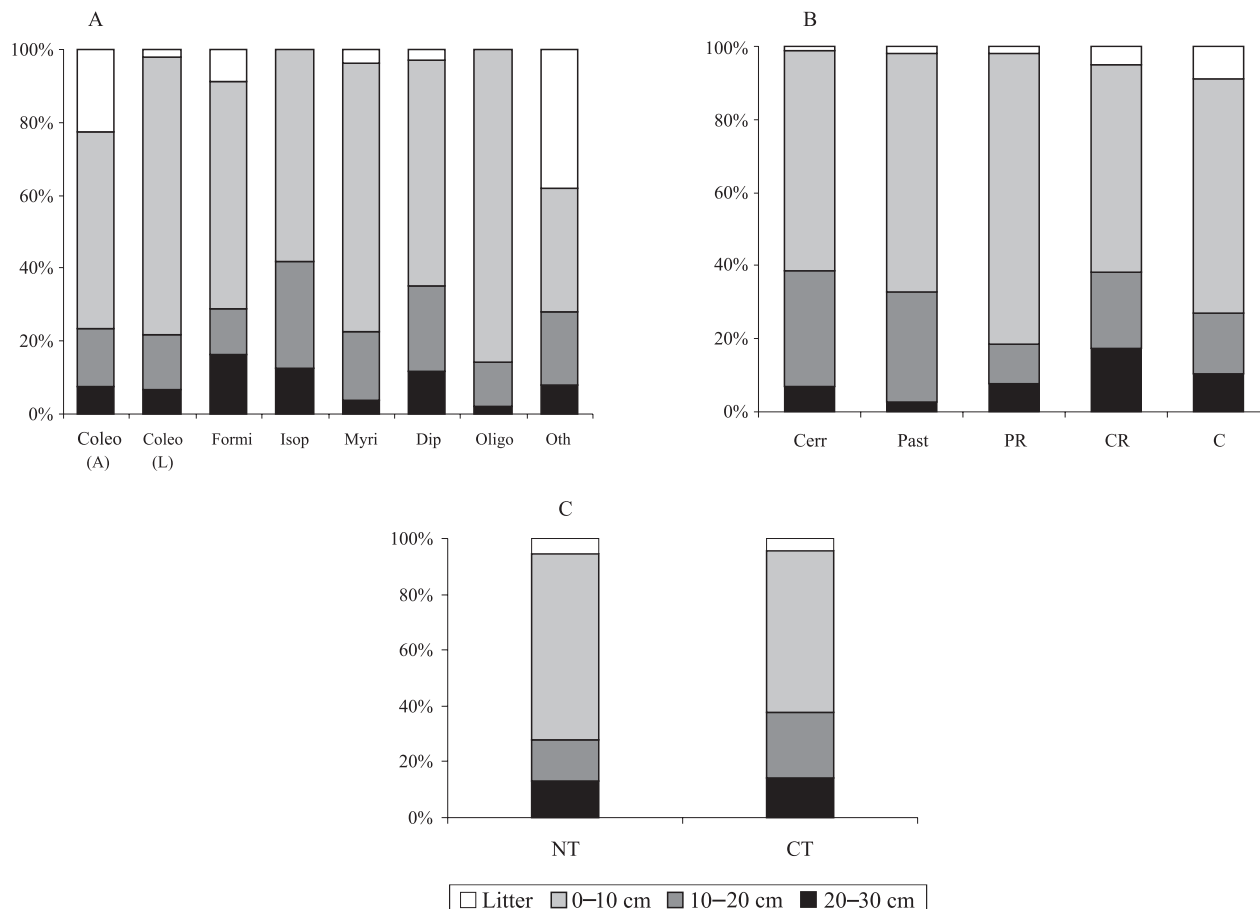 A
100%
80%
60%
40%
20%
0%
Coleo (A)
Coleo (L)
Formi
Isop
Myri
Dip
Oligo
Oth
B
100%
80%
60%
40%
20%
0%
Cerr
Past
PR
CR
C
C
100%
80%
60%
40%
20%
0%
NT
CT
Litter 0–10 cm 10–20 cm 20–30 cm